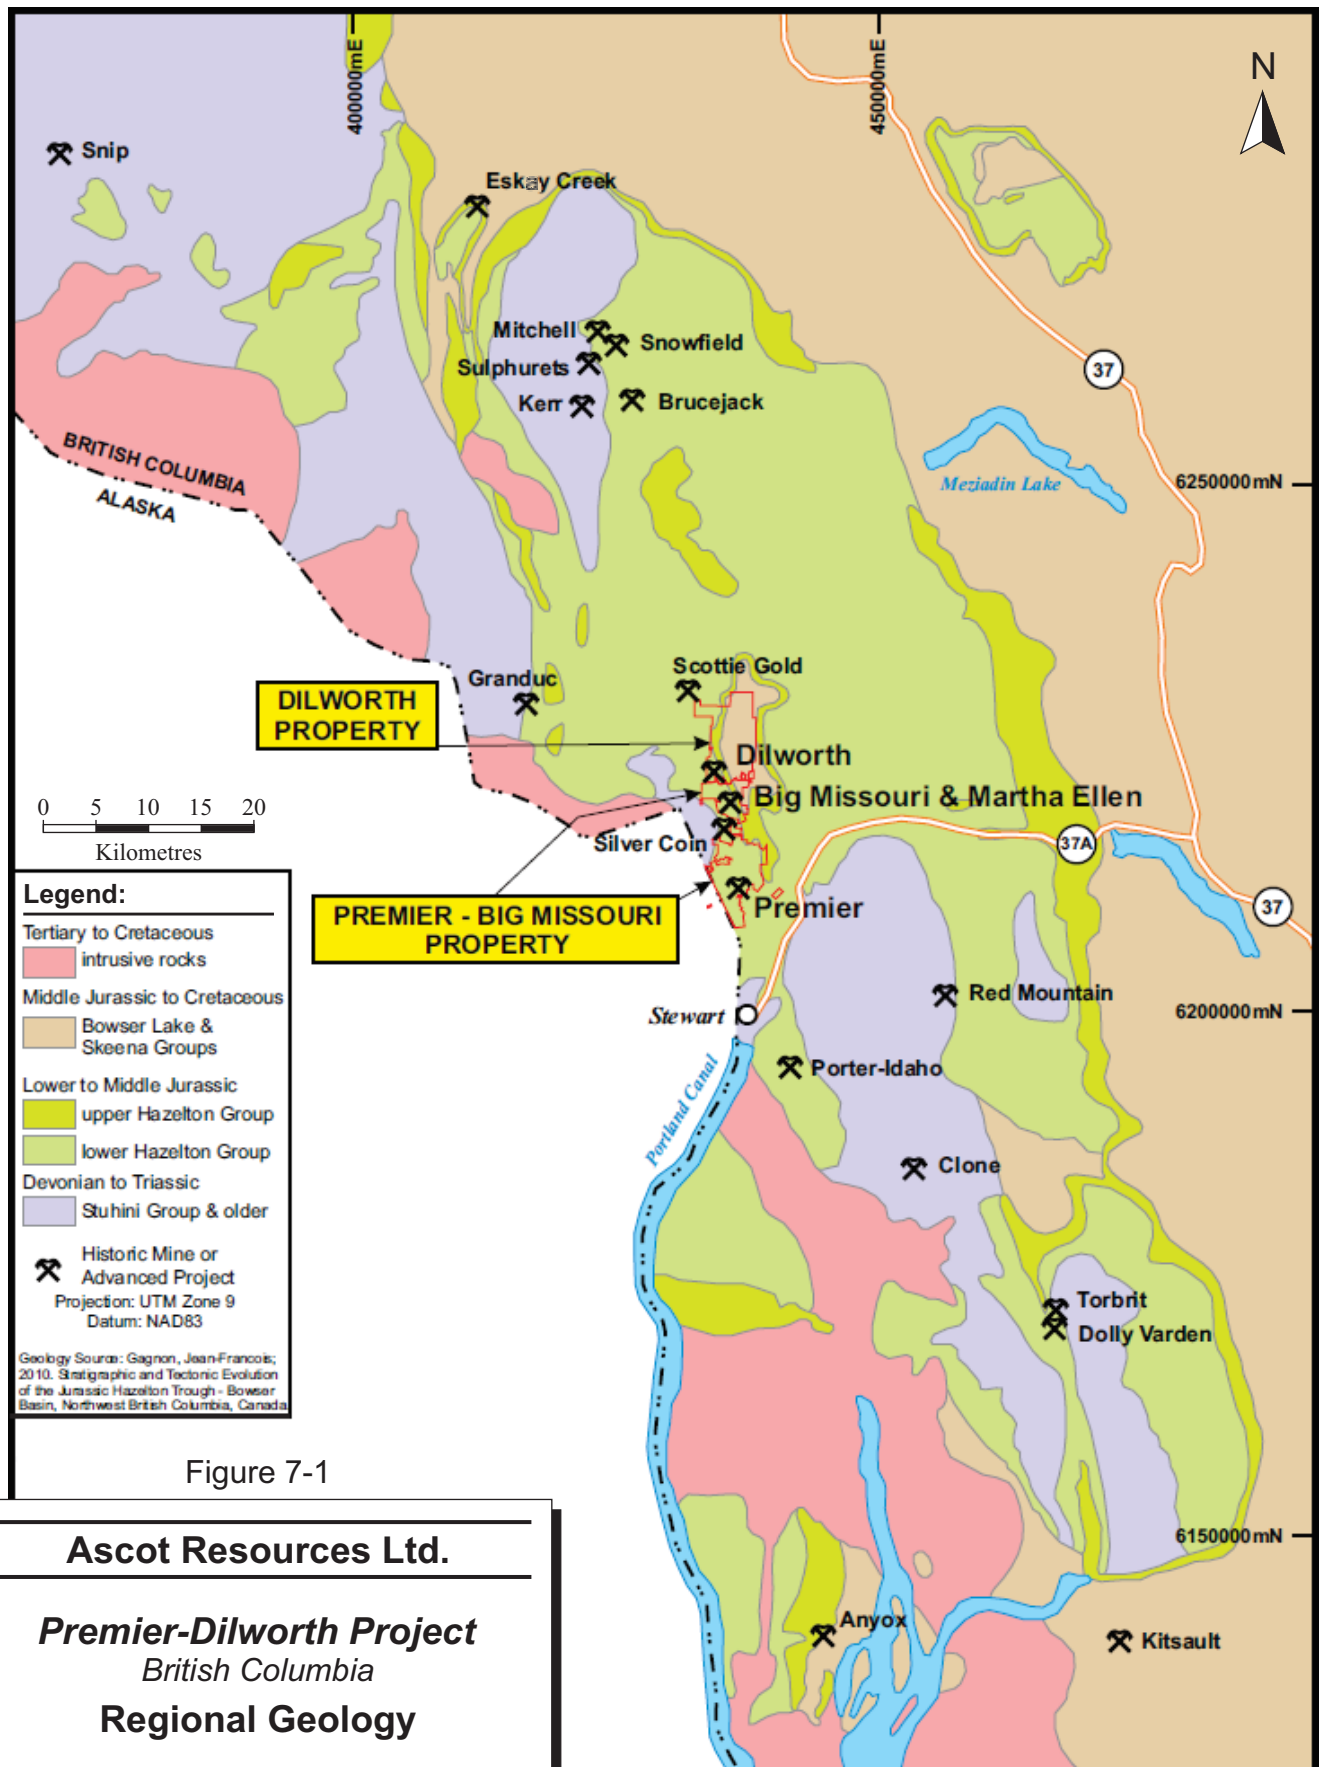 400000mE
450000mE
N
Snip
Eskay Creek
Mitchell
Snowfield
Sulphurets
Kerr
Brucejack
37
BRITISH COLUMBIA
ALASKA
Meziadin Lake
6250000mN
Scottie Gold
Granduc
DILWORTH
PROPERTY
Dilworth
Big Missouri & Martha Ellen
0 5 10 15 20
Kilometres
Silver Coin
37A
PREMIER - BIG MISSOURI
PROPERTY
Premier
37
Stewart
Red Mountain
6200000mN
Porter-Idaho
Portland Canal
Clone
Torbrit
Dolly Varden
6150000mN
Anyox
Kitsault
Legend:
Tertiary to Cretaceous
intrusive rocks
Middle Jurassic to Cretaceous
Bowser Lake &
Skeena Groups
Lower to Middle Jurassic
upper Hazelton Group
lower Hazelton Group
Devonian to Triassic
Stuhini Group & older
Historic Mine or
Advanced Project
Projection: UTM Zone 9
Datum: NAD83
Geology Source: Gagnon, Jean-Francois;
2010. Stratigraphic and Tectonic Evolution
of the Jurassic Hazelton Trough - Bowser
Basin, Northwest British Columbia, Canada
Figure 7-1
Ascot Resources Ltd.
Premier-Dilworth Project
British Columbia
Regional Geology